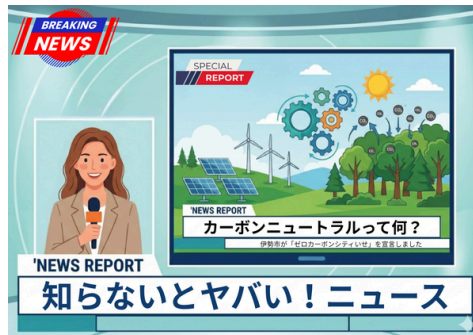 BREAKING
NEWS
SPECIAL
REPORT
'NEWS REPORT
カーボンニュートラルって何？
伊勢市が「ゼロカーボンシティいせ」を宣言しました
'NEWS REPORT
知らないとヤバい！ニュース